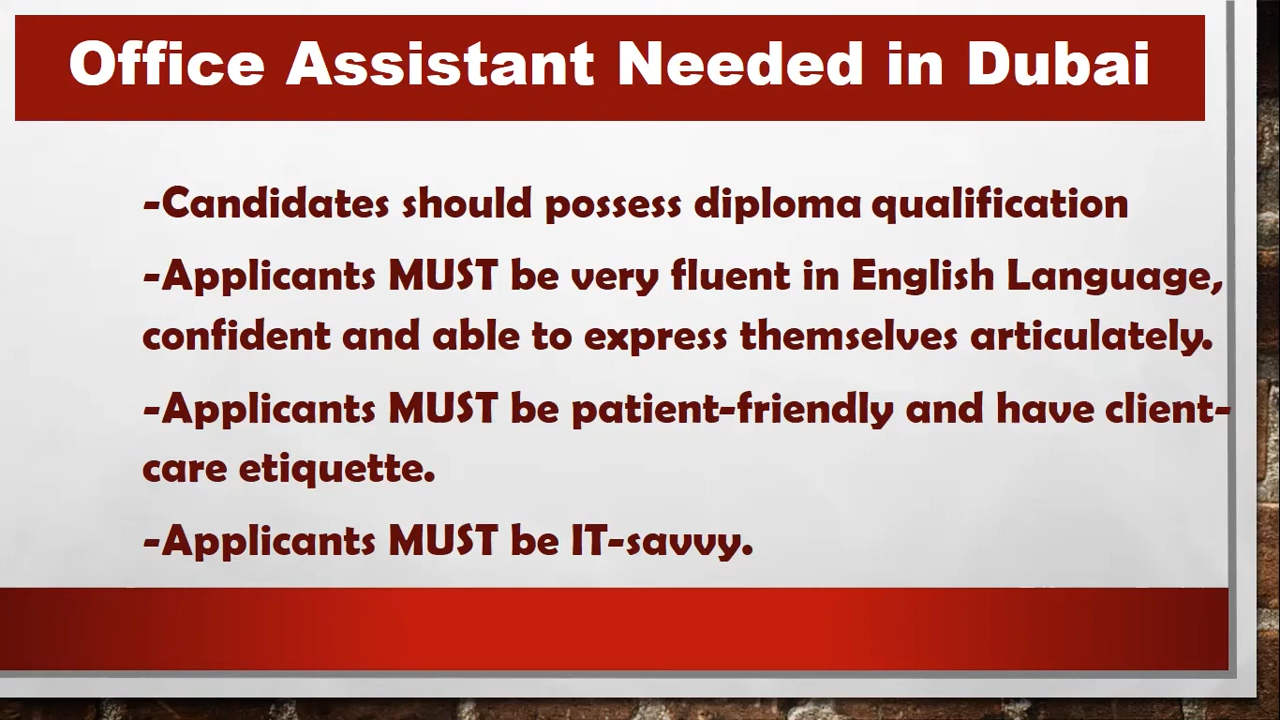 Office Assistant Needed in Dubai
-Candidates should possess diploma qualification
-Applicants MUST be very fluent in English Language,
confident and able to express themselves articulately.
-Applicants MUST be patient-friendly and have client-
care etiquette.
-Applicants MUST be IT-savvy.